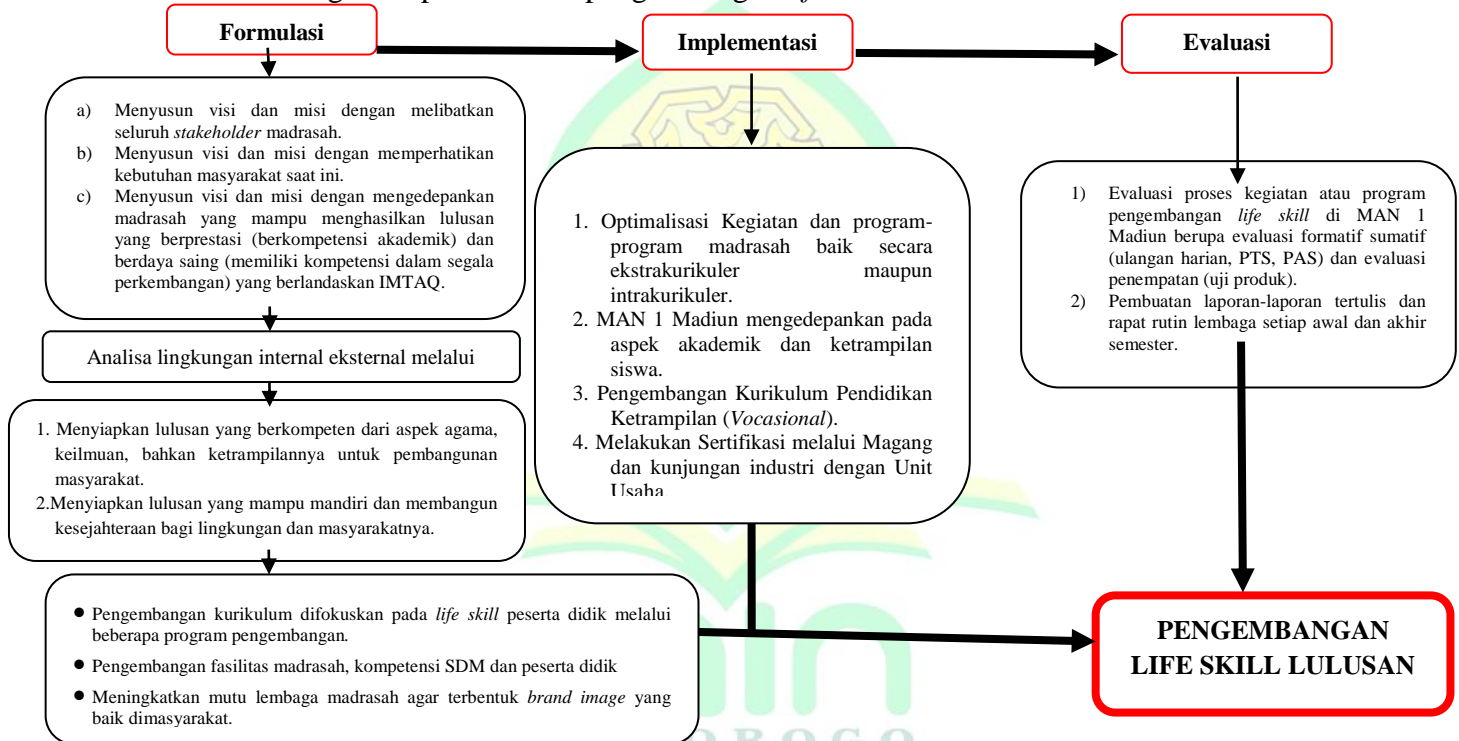 Formulasi
Implementasi
Evaluasi
a) Menyusun visi dan misi dengan melibatkan
seluruh stakeholder madrasah.
b) Menyusun visi dan misi dengan memperhatikan
kebutuhan masyarakat saat ini.
c) Menyusun visi dan misi dengan mengedepankan
madrasah yang mampu menghasilkan lulusan
yang berprestasi (berkompetensi akademik) dan
berdaya saing (memiliki kompetensi dalam segala
perkembangan) yang berlandaskan IMTAQ.
Analisa lingkungan internal eksternal melalui
1. Menyiapkan lulusan yang berkompeten dari aspek agama,
keilmuan, bahkan ketrampilannya untuk pembangunan
masyarakat.
2.Menyiapkan lulusan yang mampu mandiri dan membangun
kesejahteraan bagi lingkungan dan masyarakatnya.
● Pengembangan kurikulum difokuskan pada life skill peserta didik melalui
beberapa program pengembangan.
● Pengembangan fasilitas madrasah, kompetensi SDM dan peserta didik
● Meningkatkan mutu lembaga madrasah agar terbentuk brand image yang
baik dimasyarakat.
1. Optimalisasi Kegiatan dan program-
program madrasah baik secara
ekstrakurikuler maupun
intrakurikuler.
2. MAN 1 Madiun mengedepankan pada
aspek akademik dan ketrampilan
siswa.
3. Pengembangan Kurikulum Pendidikan
Ketrampilan (Vocasional).
4. Melakukan Sertifikasi melalui Magang
dan kunjungan industri dengan Unit
Usaha
1) Evaluasi proses kegiatan atau program
pengembangan life skill di MAN 1
Madiun berupa evaluasi formatif sumatif
(ulangan harian, PTS, PAS) dan evaluasi
penempatan (uji produk).
2) Pembuatan laporan-laporan tertulis dan
rapat rutin lembaga setiap awal dan akhir
semester.
PENGEMBANGAN
LIFE SKILL LULUSAN